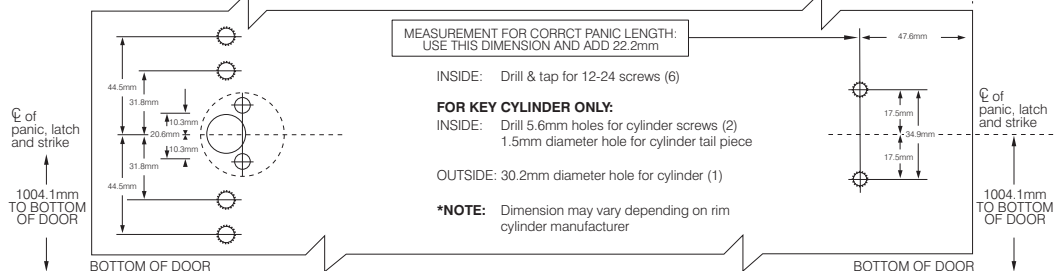 MEASUREMENT FOR CORRCT PANIC LENGTH:
USE THIS DIMENSION AND ADD 22.2mm
47.6mm
INSIDE: Drill & tap for 12-24 screws (6)
FOR KEY CYLINDER ONLY:
INSIDE: Drill 5.6mm holes for cylinder screws (2)
1.5mm diameter hole for cylinder tail piece
OUTSIDE: 30.2mm diameter hole for cylinder (1)
*NOTE: Dimension may vary depending on rim
cylinder manufacturer
44.5mm
31.8mm
10.3mm
20.6mm
10.3mm
31.8mm
44.5mm
℄ of
panic, latch
and strike
1004.1mm
TO BOTTOM
OF DOOR
BOTTOM OF DOOR
17.5mm
34.9mm
17.5mm
℄ of
panic, latch
and strike
1004.1mm
TO BOTTOM
OF DOOR
BOTTOM OF DOOR